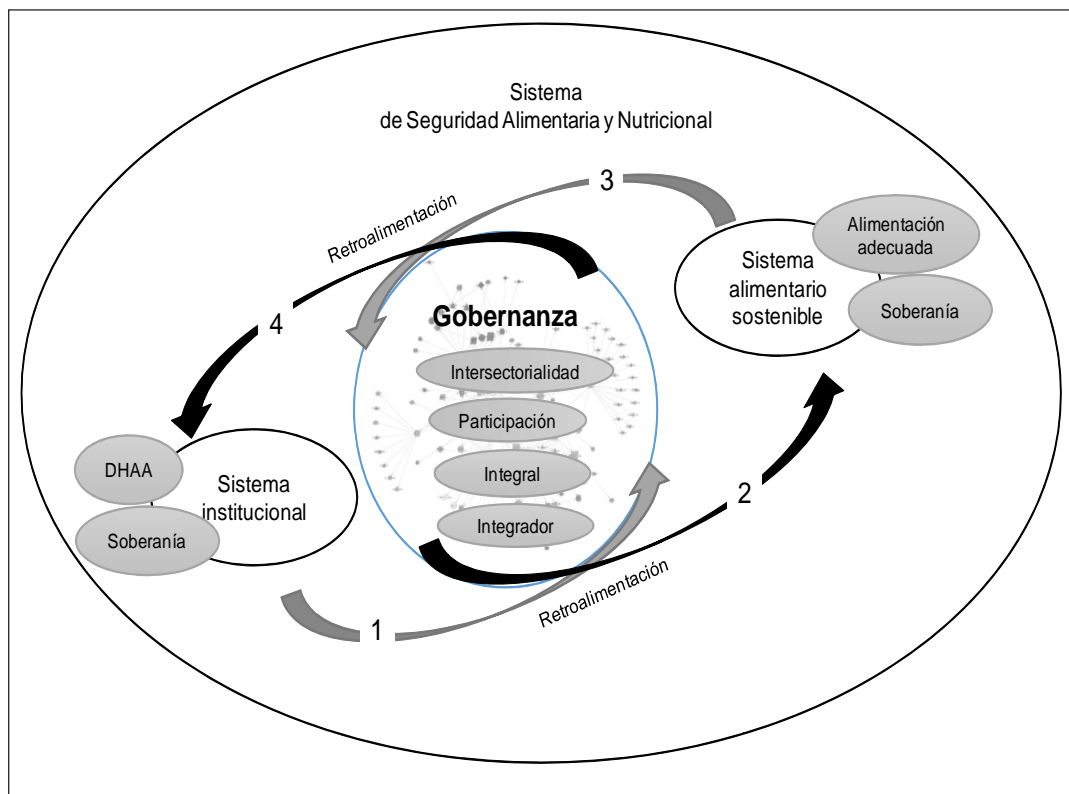 Sistema
de Seguridad Alimentaria y Nutricional
3
Retroalimentación
Alimentación
adecuada
Sistema
alimentario
sostenible
Soberanía
4
Gobernanza
Intersectorialidad
Participación
Integral
Integrador
DHAA
Sistema
institucional
Soberanía
2
Retroalimentación
1